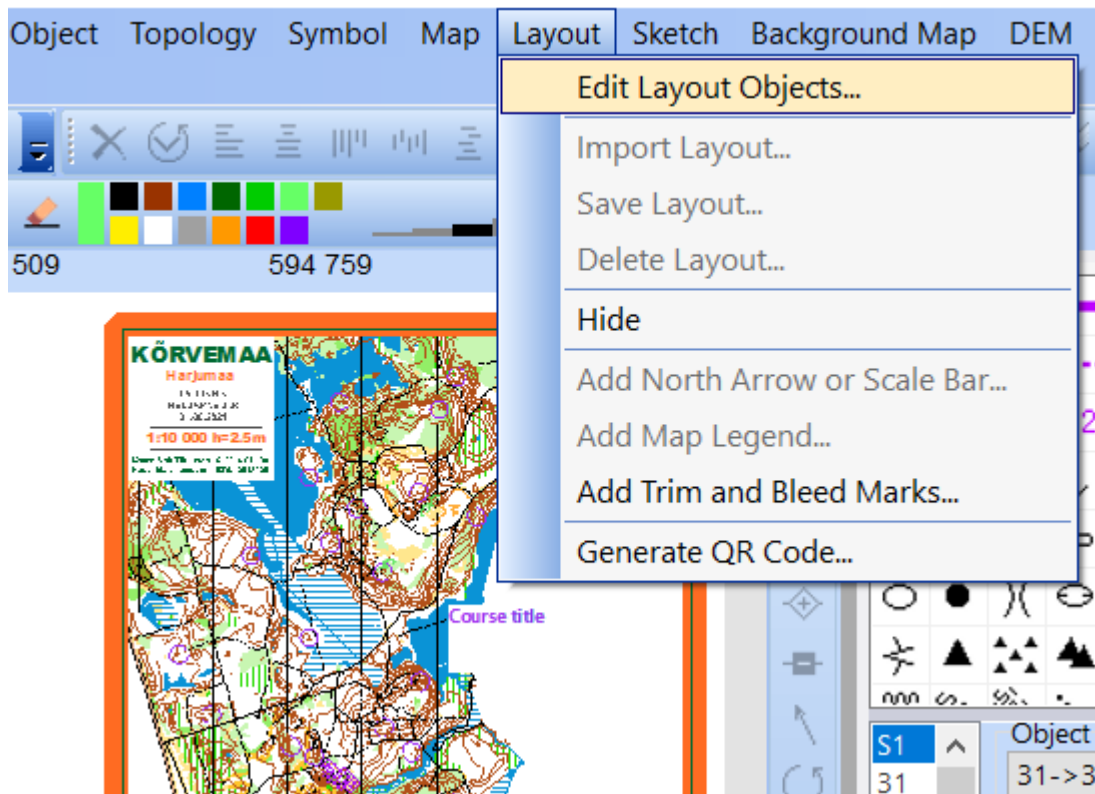 Object Topology Symbol Map Layout Sketch Background Map DEM
Edit Layout Objects...
Import Layout...
Save Layout...
Delete Layout...
Hide
Add North Arrow or Scale Bar...
Add Map Legend...
Add Trim and Bleed Marks...
Generate QR Code...
509 594 759
KÕRVEMAA
Harjumaa
1:10 000 h=2.5m
Course title
2
S1
31
Object
31->3